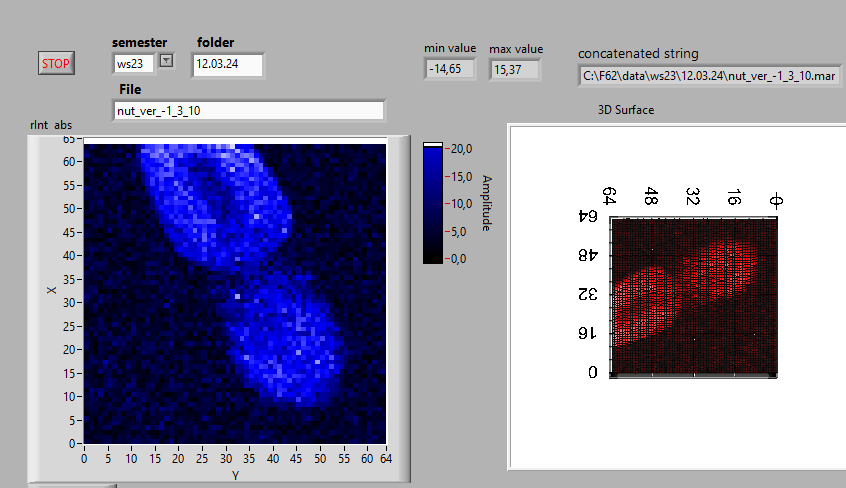 semester folder
STOP ws23 12.03.24
File
nut_ver_-1_3_10
min value max value
-14,65 15,37
concatenated string
C:\F62\data\ws23\12.03.24\nut_ver_-1_3_10.mar
rInt abs
65
60
55
50
45
40
35
30
25
20
15
10
5
0
X
0 5 10 15 20 25 30 35 40 45 50 55 60 64
Y
20,0
15,0
10,0
5,0
0,0
Amplitude
3D Surface
64 48 32 16 -0
64
48
32
16
0